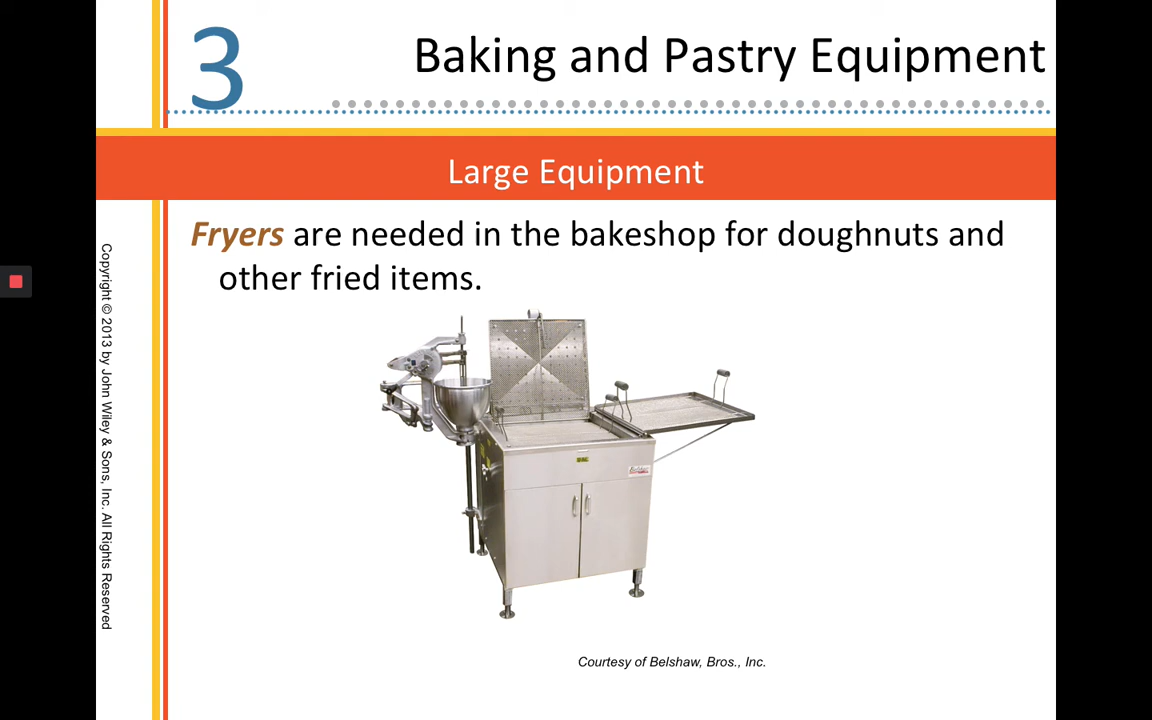 3
Baking and Pastry Equipment
Large Equipment
Fryers are needed in the bakeshop for doughnuts and
other fried items.
Courtesy of Belshaw, Bros., Inc.
Copyright © 2013 by John Wiley & Sons, Inc. All Rights Reserved